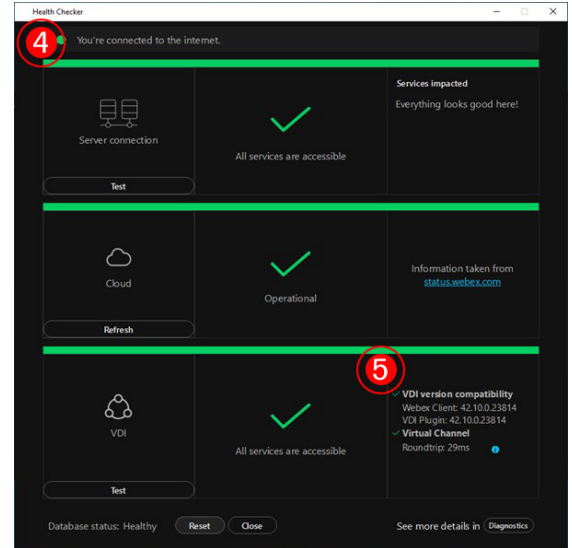 Health Checker
4
You're connected to the internet.
Services impacted
Everything looks good here!
Server connection
All services are accessible
Test
Cloud
Operational
Information taken from
status.webex.com
Refresh
5
VDI version compatibility
Webex Client: 42.10.0.23814
VDI Plugin: 42.10.0.23814
Virtual Channel
Roundtrip: 29ms
VDI
All services are accessible
Test
Database status: Healthy
Reset
Close
See more details in
Diagnostics